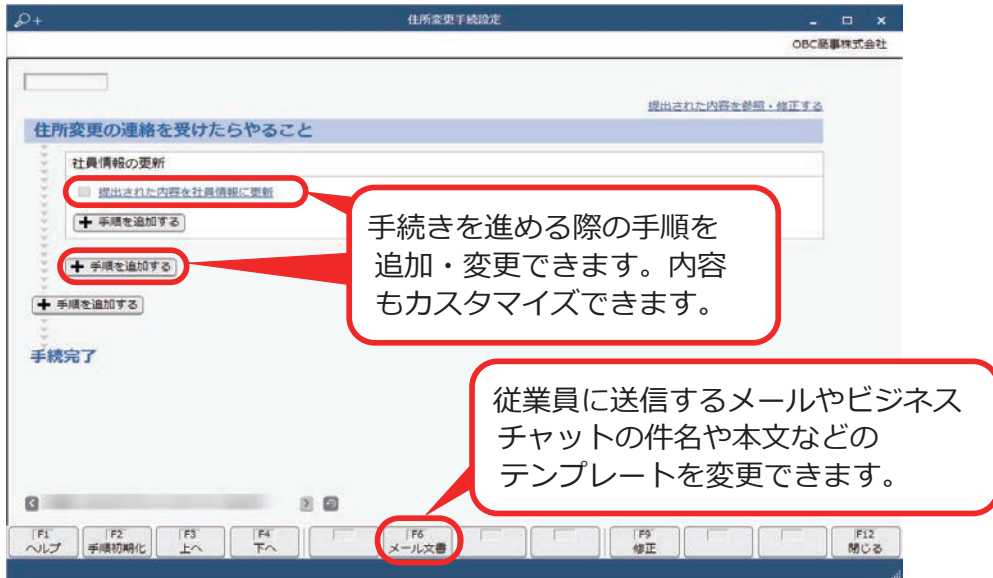 住所変更手続設定
OBC商事株式会社
提出された内容を参照・修正する
住所変更の連絡を受けたらやること
社員情報の更新
提出された内容を社員情報に更新
+ 手順を追加する
手続きを進める際の手順を
追加・変更できます。内容
もカスタマイズできます。
+ 手順を追加する
+ 手順を追加する
手続完了
従業員に送信するメールやビジネス
チャットの件名や本文などの
テンプレートを変更できます。
F1 F2 F3 F4 F6 F9 F12
ヘルプ 手順初期化 上へ 下へ メール文書 修正 閉じる